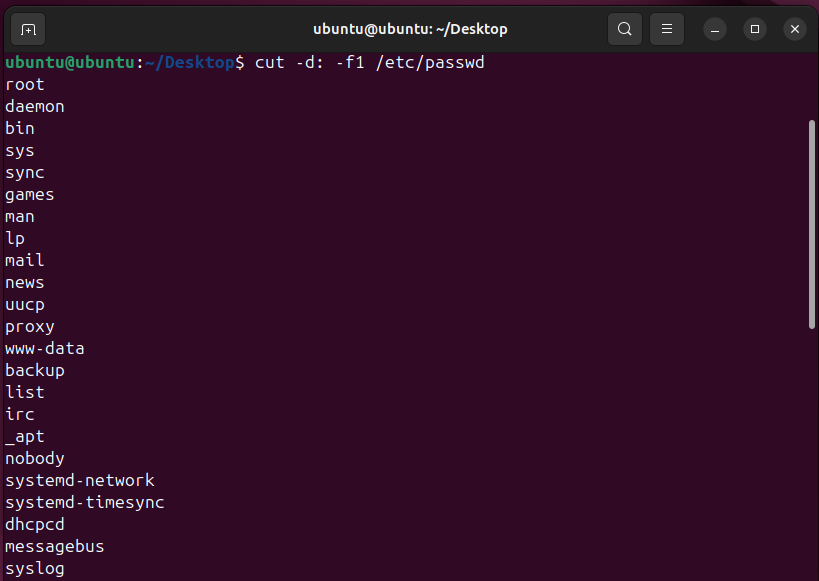 ubuntu@ubuntu: ~/Desktop
ubuntu@ubuntu:~/Desktop$ cut -d: -f1 /etc/passwd
root
daemon
bin
sys
sync
games
man
lp
mail
news
uucp
proxy
www-data
backup
list
irc
_apt
nobody
systemd-network
systemd-timesync
dhcpcd
messagebus
syslog